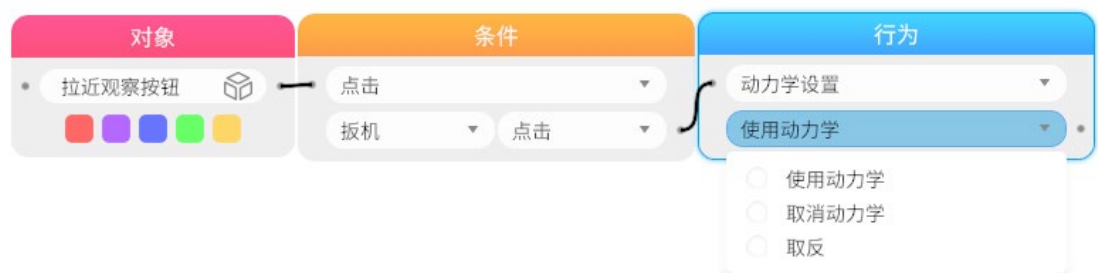 对象
条件
行为
拉近观察按钮
点击
动力学设置
扳机
点击
使用动力学
使用动力学
取消动力学
取反